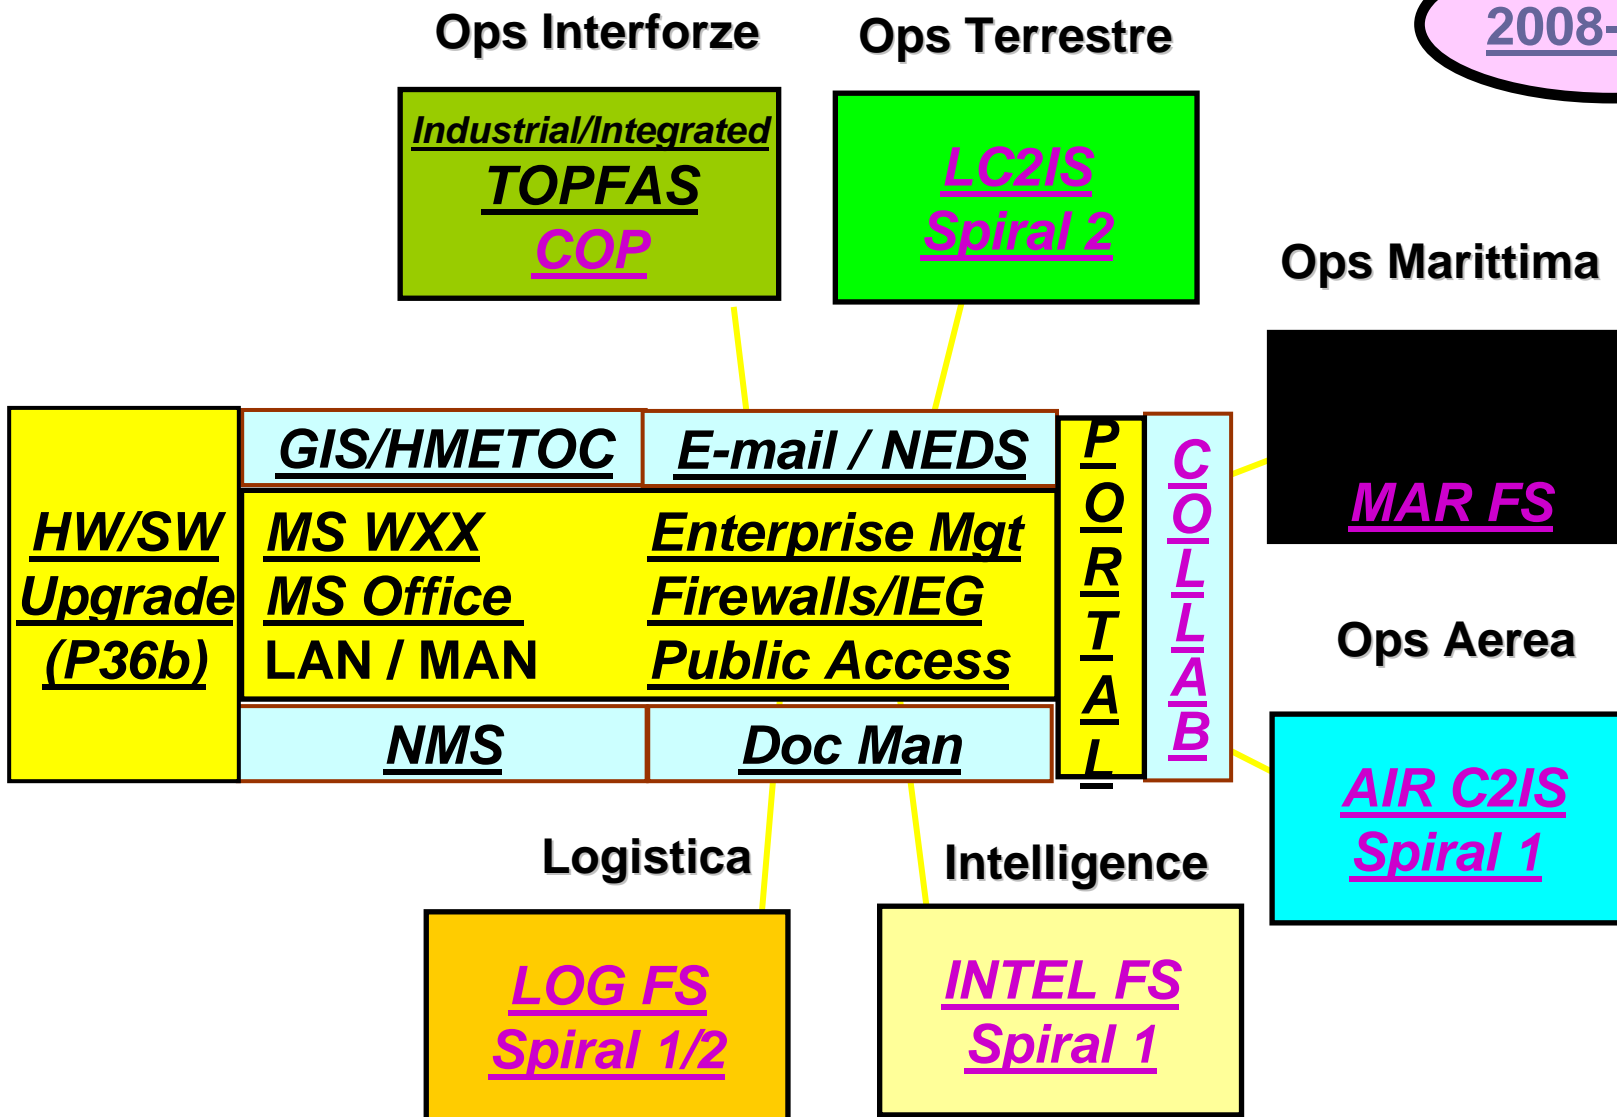 Ops Interforze
Ops Terrestre
2008-
Industrial/Integrated
TOPFAS
COP
LC2IS
Spiral 2
Ops Marittima
MAR FS
GIS/HMETOC
E-mail / NEDS
HW/SW
Upgrade
(P36b)
MS WXX
MS Office
LAN / MAN
Enterprise Mgt
Firewalls/IEG
Public Access
PORTAL
COLLAB
NMS
Doc Man
Ops Aerea
AIR C2IS
Spiral 1
Logistica
Intelligence
LOG FS
Spiral 1/2
INTEL FS
Spiral 1